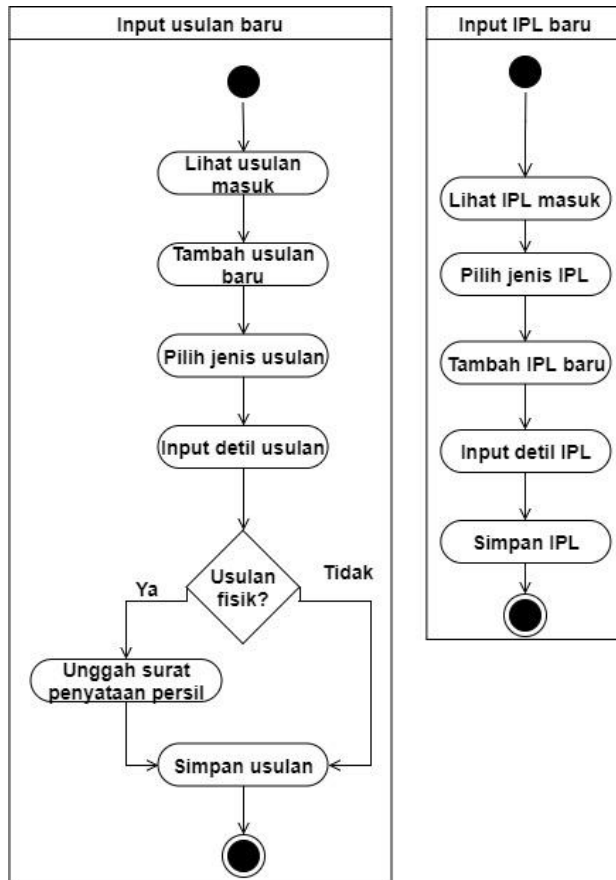 Input usulan baru
Lihat usulan
masuk
Tambah usulan
baru
Pilih jenis usulan
Input detil usulan
Usulan
fisik?
Ya
Tidak
Unggah surat
penyataan persil
Simpan usulan
Input IPL baru
Lihat IPL masuk
Pilih jenis IPL
Tambah IPL baru
Input detil IPL
Simpan IPL